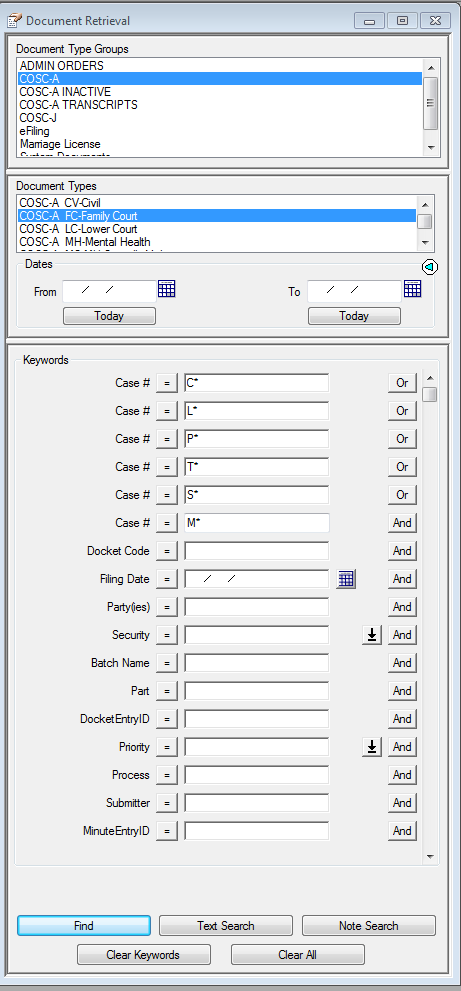 Document Retrieval
Document Type Groups
ADMIN ORDERS
COSC-A
COSC-A INACTIVE
COSC-A TRANSCRIPTS
COSC-J
eFiling
Marriage License
System Documents
Document Types
COSC-A CV-Civil
COSC-A FC-Family Court
COSC-A LC-Lower Court
COSC-A MH-Mental Health
Dates
From / / To / /
Today Today
Keywords
Case # = C* Or
Case # = L* Or
Case # = P* Or
Case # = T* Or
Case # = S* Or
Case # = M* And
Docket Code = And
Filing Date = / / And
Party(ies) = And
Security = And
Batch Name = And
Part = And
DocketEntryID = And
Priority = And
Process = And
Submitter = And
MinuteEntryID = And
Find Text Search Note Search
Clear Keywords Clear All